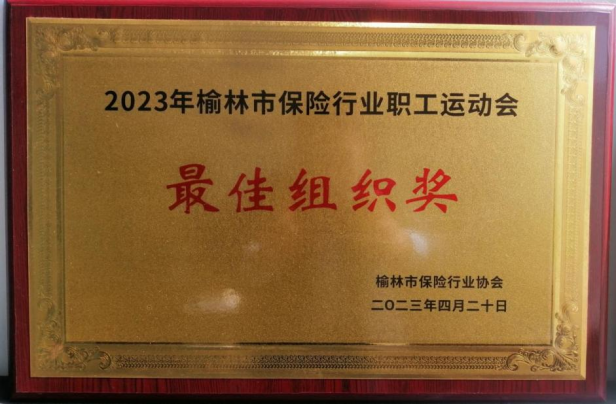 2023年榆林市保险行业职工运动会
最佳组织奖
榆林市保险行业协会
二〇二三年四月二十日